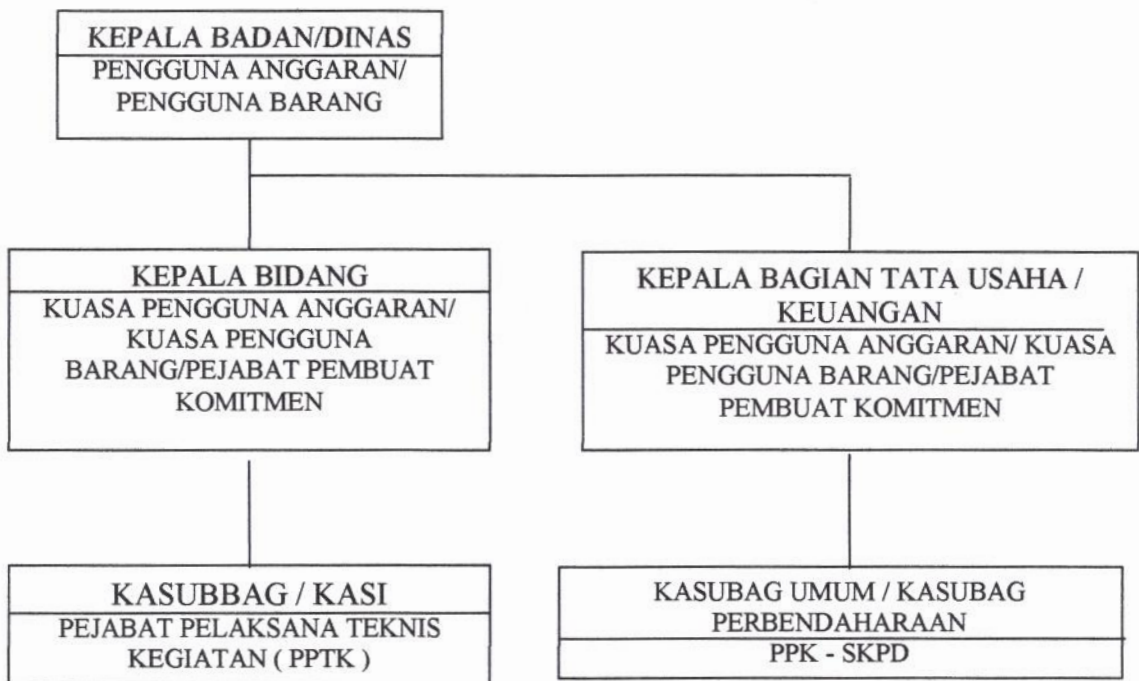 KEPALA BADAN/DINAS
PENGGUNA ANGGARAN/
PENGGUNA BARANG
KEPALA BIDANG
KUASA PENGGUNA ANGGARAN/
KUASA PENGGUNA
BARANG/PEJABAT PEMBUAT
KOMITMEN
KEPALA BAGIAN TATA USAHA /
KEUANGAN
KUASA PENGGUNA ANGGARAN/ KUASA
PENGGUNA BARANG/PEJABAT
PEMBUAT KOMITMEN
KASUBBAG / KASI
PEJABAT PELAKSANA TEKNIS
KEGIATAN ( PPTK )
KASUBAG UMUM / KASUBAG
PERBENDAHARAAN
PPK - SKPD